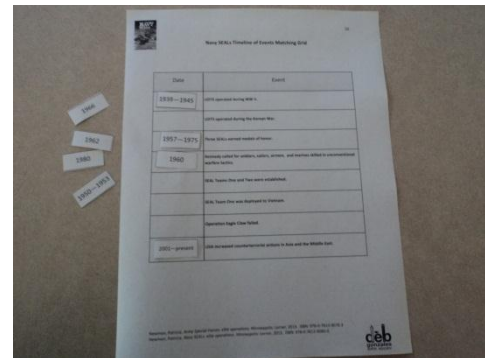 Navy SEALs Timeline of Events Matching Grid
Date Event
1939—1945 UDTs operated during WW II.
UDTs operated during the Korean War.
1957—1975 Three SEALs earned medals of honor.
1960 Kennedy called for soldiers, sailors, airmen, and marines skilled in unconventional
warfare tactics.
SEAL Teams One and Two were established.
SEAL Team One was deployed to Vietnam.
Operation Eagle Claw failed.
2001—present USA increased counterterrorist actions in Asia and the Middle East.
1966
1962
1980
1950—1953
deb
gonzales